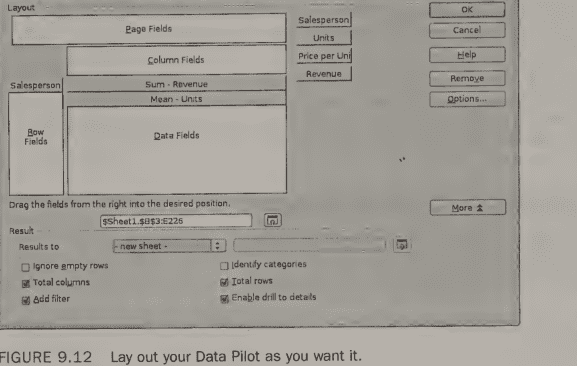 Layout
Page Fields
Salesperson
OK
Units
Cancel
Column Fields
Price per Uni
Help
Revenue
Remove
Salesperson
Sum - Revenue
Mean - Units
Options...
Row
Fields
Data Fields
Drag the fields from the right into the desired position.
More
$Sheet1.$B$3:E226
Result
Results to
- new sheet -
Ignore empty rows
Identify categories
Total columns
Total rows
Add filter
Enable drill to details
FIGURE 9.12 Lay out your Data Pilot as you want it.